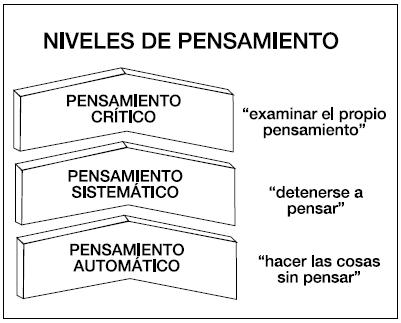 NIVELES DE PENSAMIENTO
PENSAMIENTO
CRÍTICO
“examinar el propio
pensamiento”
PENSAMIENTO
SISTEMÁTICO
“detenerse a
pensar”
PENSAMIENTO
AUTOMÁTICO
“hacer las cosas
sin pensar”